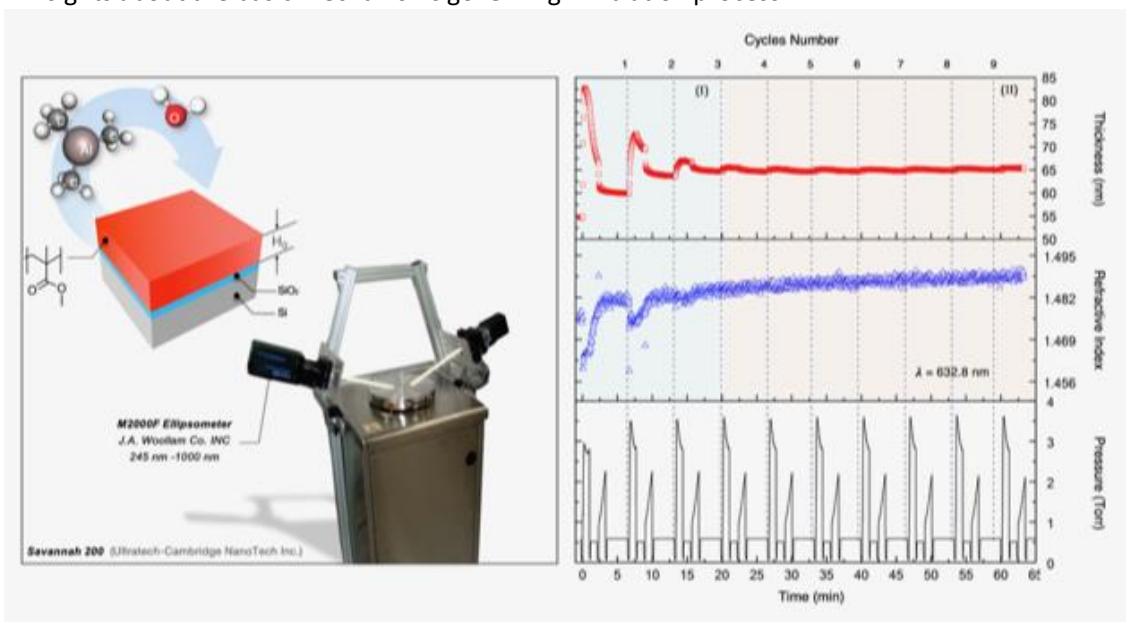 Cycles Number
1 2 3 4 5 6 7 8 9
(I) (II)
85
80
75
70
65
60
55
50
Thickness (nm)
Al
O
H₀
SiO₂
Si
O
O
1.495
1.482
1.469
1.456
Refractive Index
λ = 632.8 nm
M2000F Ellipsometer
J.A. Woollam Co. INC
245 nm -1000 nm
4
3
2
1
0
Pressure (Torr)
Savannah 200 (Ultratech-Cambridge NanoTech Inc.)
0 5 10 15 20 25 30 35 40 45 50 55 60
Time (min)